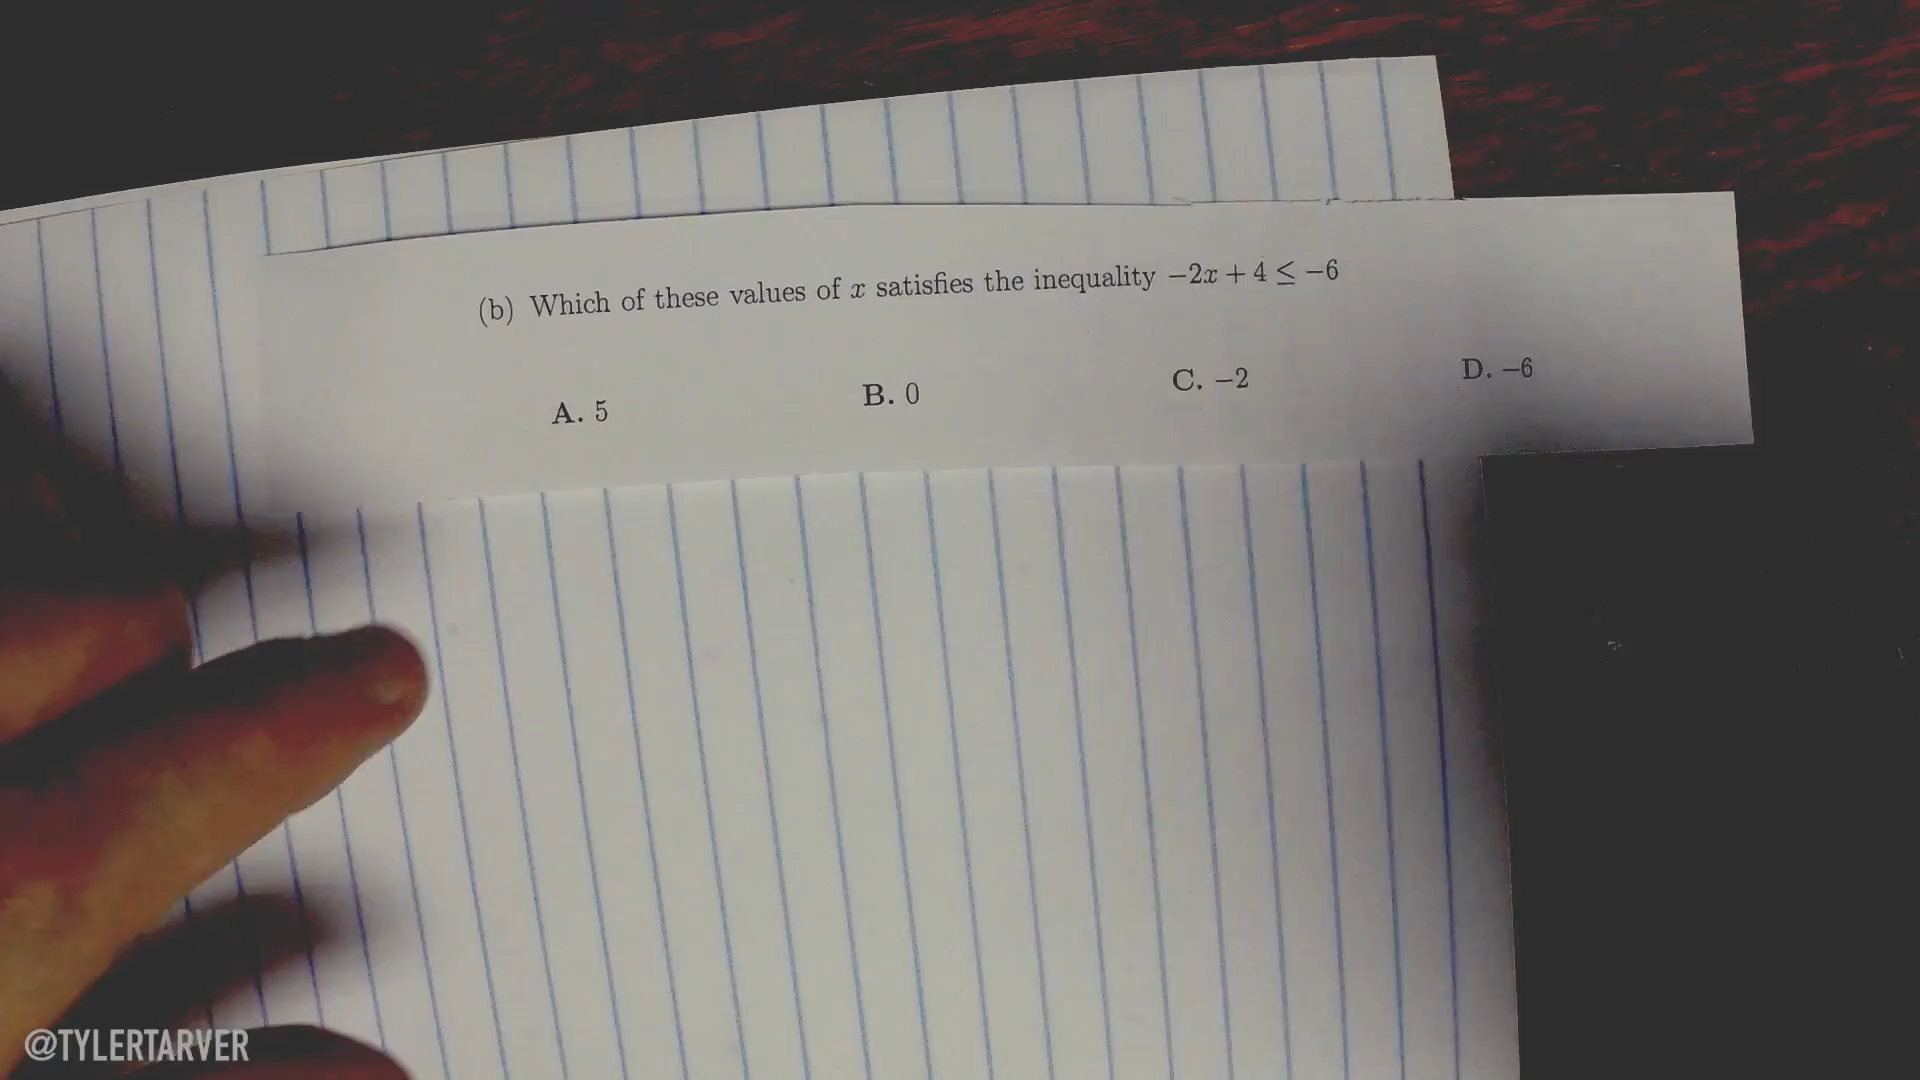 (b) Which of these values of x satisfies the inequality −2x + 4 ≤ −6
A. 5 B. 0 C. −2 D. −6
@TYLERTARVER